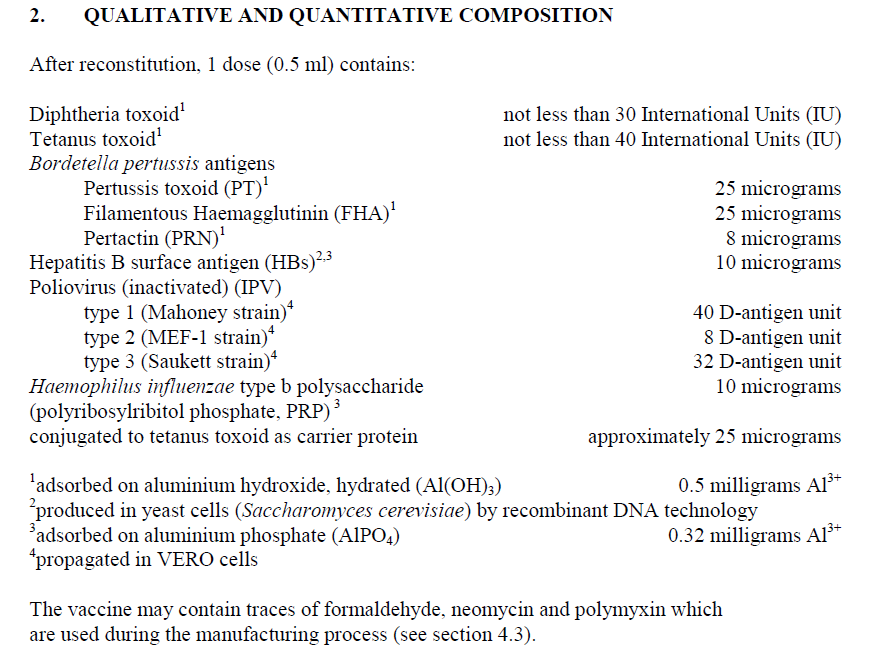 2. QUALITATIVE AND QUANTITATIVE COMPOSITION
After reconstitution, 1 dose (0.5 ml) contains:
Diphtheria toxoid¹ not less than 30 International Units (IU)
Tetanus toxoid¹ not less than 40 International Units (IU)
Bordetella pertussis antigens
Pertussis toxoid (PT)¹ 25 micrograms
Filamentous Haemagglutinin (FHA)¹ 25 micrograms
Pertactin (PRN)¹ 8 micrograms
Hepatitis B surface antigen (HBs)²,³ 10 micrograms
Poliovirus (inactivated) (IPV)
type 1 (Mahoney strain)⁴ 40 D-antigen unit
type 2 (MEF-1 strain)⁴ 8 D-antigen unit
type 3 (Saukett strain)⁴ 32 D-antigen unit
Haemophilus influenzae type b polysaccharide 10 micrograms
(polyribosylribitol phosphate, PRP) ³
conjugated to tetanus toxoid as carrier protein approximately 25 micrograms
¹adsorbed on aluminium hydroxide, hydrated (Al(OH)₃) 0.5 milligrams Al³⁺
²produced in yeast cells (Saccharomyces cerevisiae) by recombinant DNA technology
³adsorbed on aluminium phosphate (AlPO₄) 0.32 milligrams Al³⁺
⁴propagated in VERO cells
The vaccine may contain traces of formaldehyde, neomycin and polymyxin which
are used during the manufacturing process (see section 4.3).